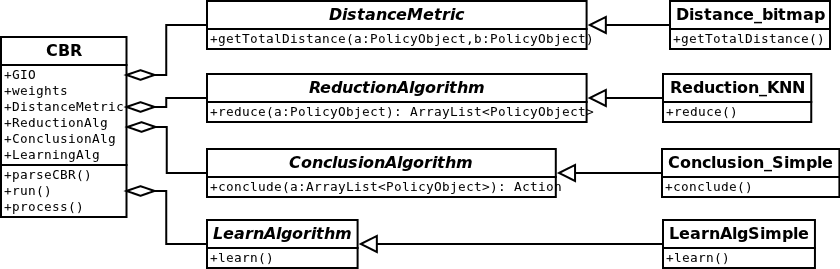 CBR
+GIO
+weights
+DistanceMetric
+ReductionAlg
+ConclusionAlg
+LearningAlg
+parseCBR()
+run()
+process()
DistanceMetric
+getTotalDistance(a:PolicyObject,b:PolicyObject)
Distance_bitmap
+getTotalDistance()
ReductionAlgorithm
+reduce(a:PolicyObject): ArrayList<PolicyObject>
Reduction_KNN
+reduce()
ConclusionAlgorithm
+conclude(a:ArrayList<PolicyObject>): Action
Conclusion_Simple
+conclude()
LearnAlgorithm
+learn()
LearnAlgSimple
+learn()